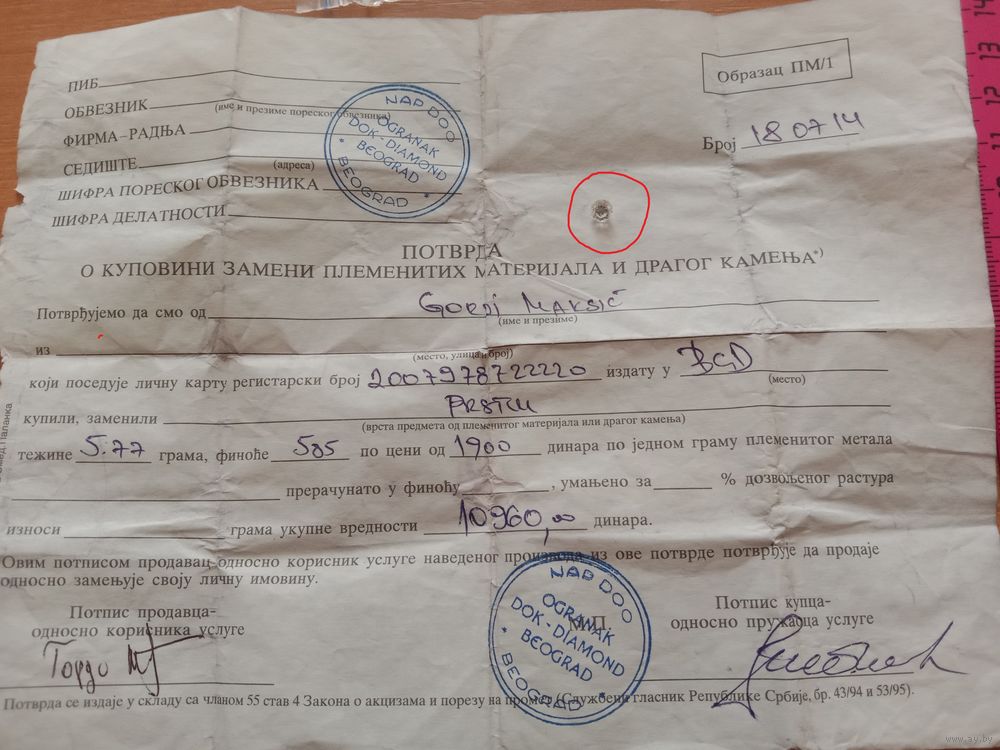 Образац ПМ/1
ПИБ
ОБВЕЗНИК
(име и презиме пореског обвезника)
ФИРМА – РАДЊА
СЕДИШТЕ
(адреса)
ШИФРА ПОРЕСКОГ ОБВЕЗНИКА
ШИФРА ДЕЛАТНОСТИ
NAP DOO
OGRANAK
DOK-DIAMOND
BEOGRAD
* BEOGRAD *
Број 18 07 14
ПОТВРДА
О КУПОВИНИ ЗАМЕНИ ПЛЕМЕНИТИХ МАТЕРИЈАЛА И ДРАГОГ КАМЕЊА*)
Потврђујемо да смо од
(име и презиме)
из
(место, улица и број)
који поседује личну карту регистарски број 2007978722220 издату у BGD
(место)
купили, заменили
(врста предмета од племенитог материјала или драгог камења)
тежине 5.77 грама, финоће 585 по цени од 1900 динара по једном граму племенитог метала
прерачунато у финоћу , умањено за % дозвољеног растура
износи грама укупне вредности 10960,00 динара.
Овим потписом продавац односно корисник услуге наведеног производа из ове потврде потврђује да продаје
односно замењује своју личну имовину.
Потпис продавца-
односно корисника услуге
М.П.
Потпис купца-
односно пружаоца услуге
NAP DOO
OGRANAK
DOK-DIAMOND
BEOGRAD
* BEOGRAD *
Потврда се издаје у складу са чланом 55 став 4 Закона о акцизама и порезу на промет (Службени гласник Републике Србије, бр. 43/94 и 53/95).
www.ay.by
14
13
12